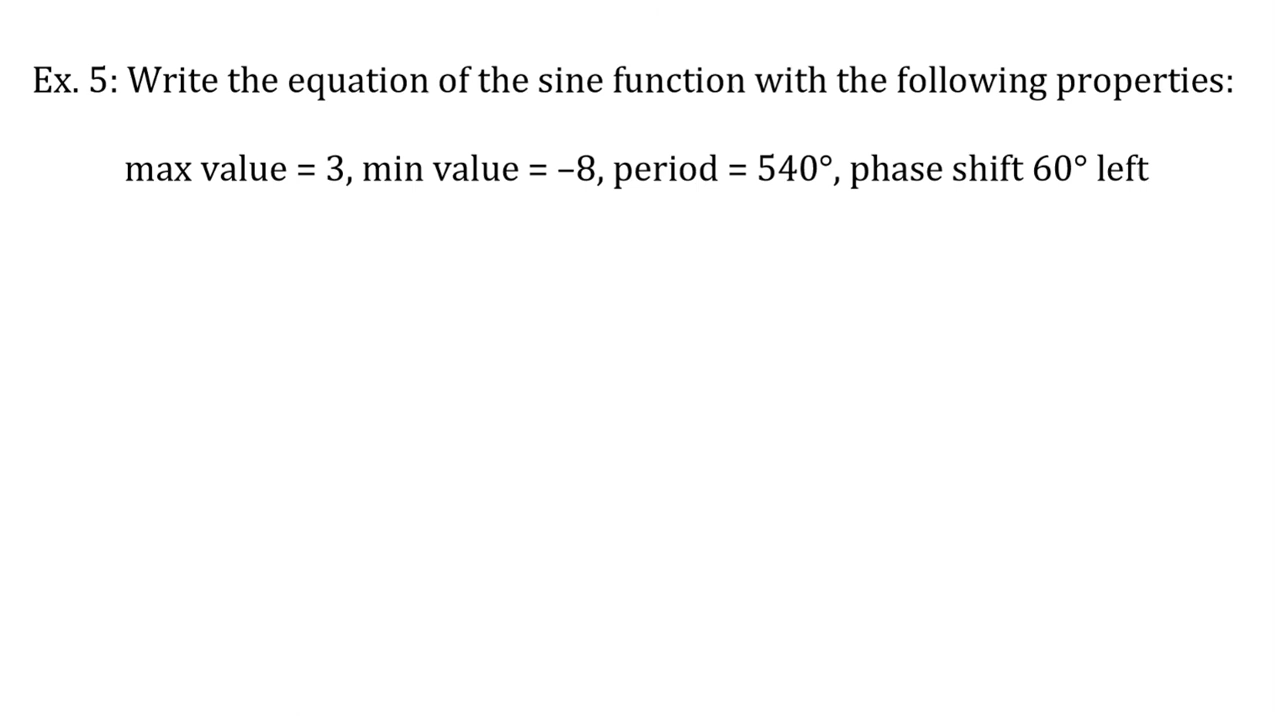 Ex. 5: Write the equation of the sine function with the following properties:
max value = 3, min value = −8, period = 540°, phase shift 60° left